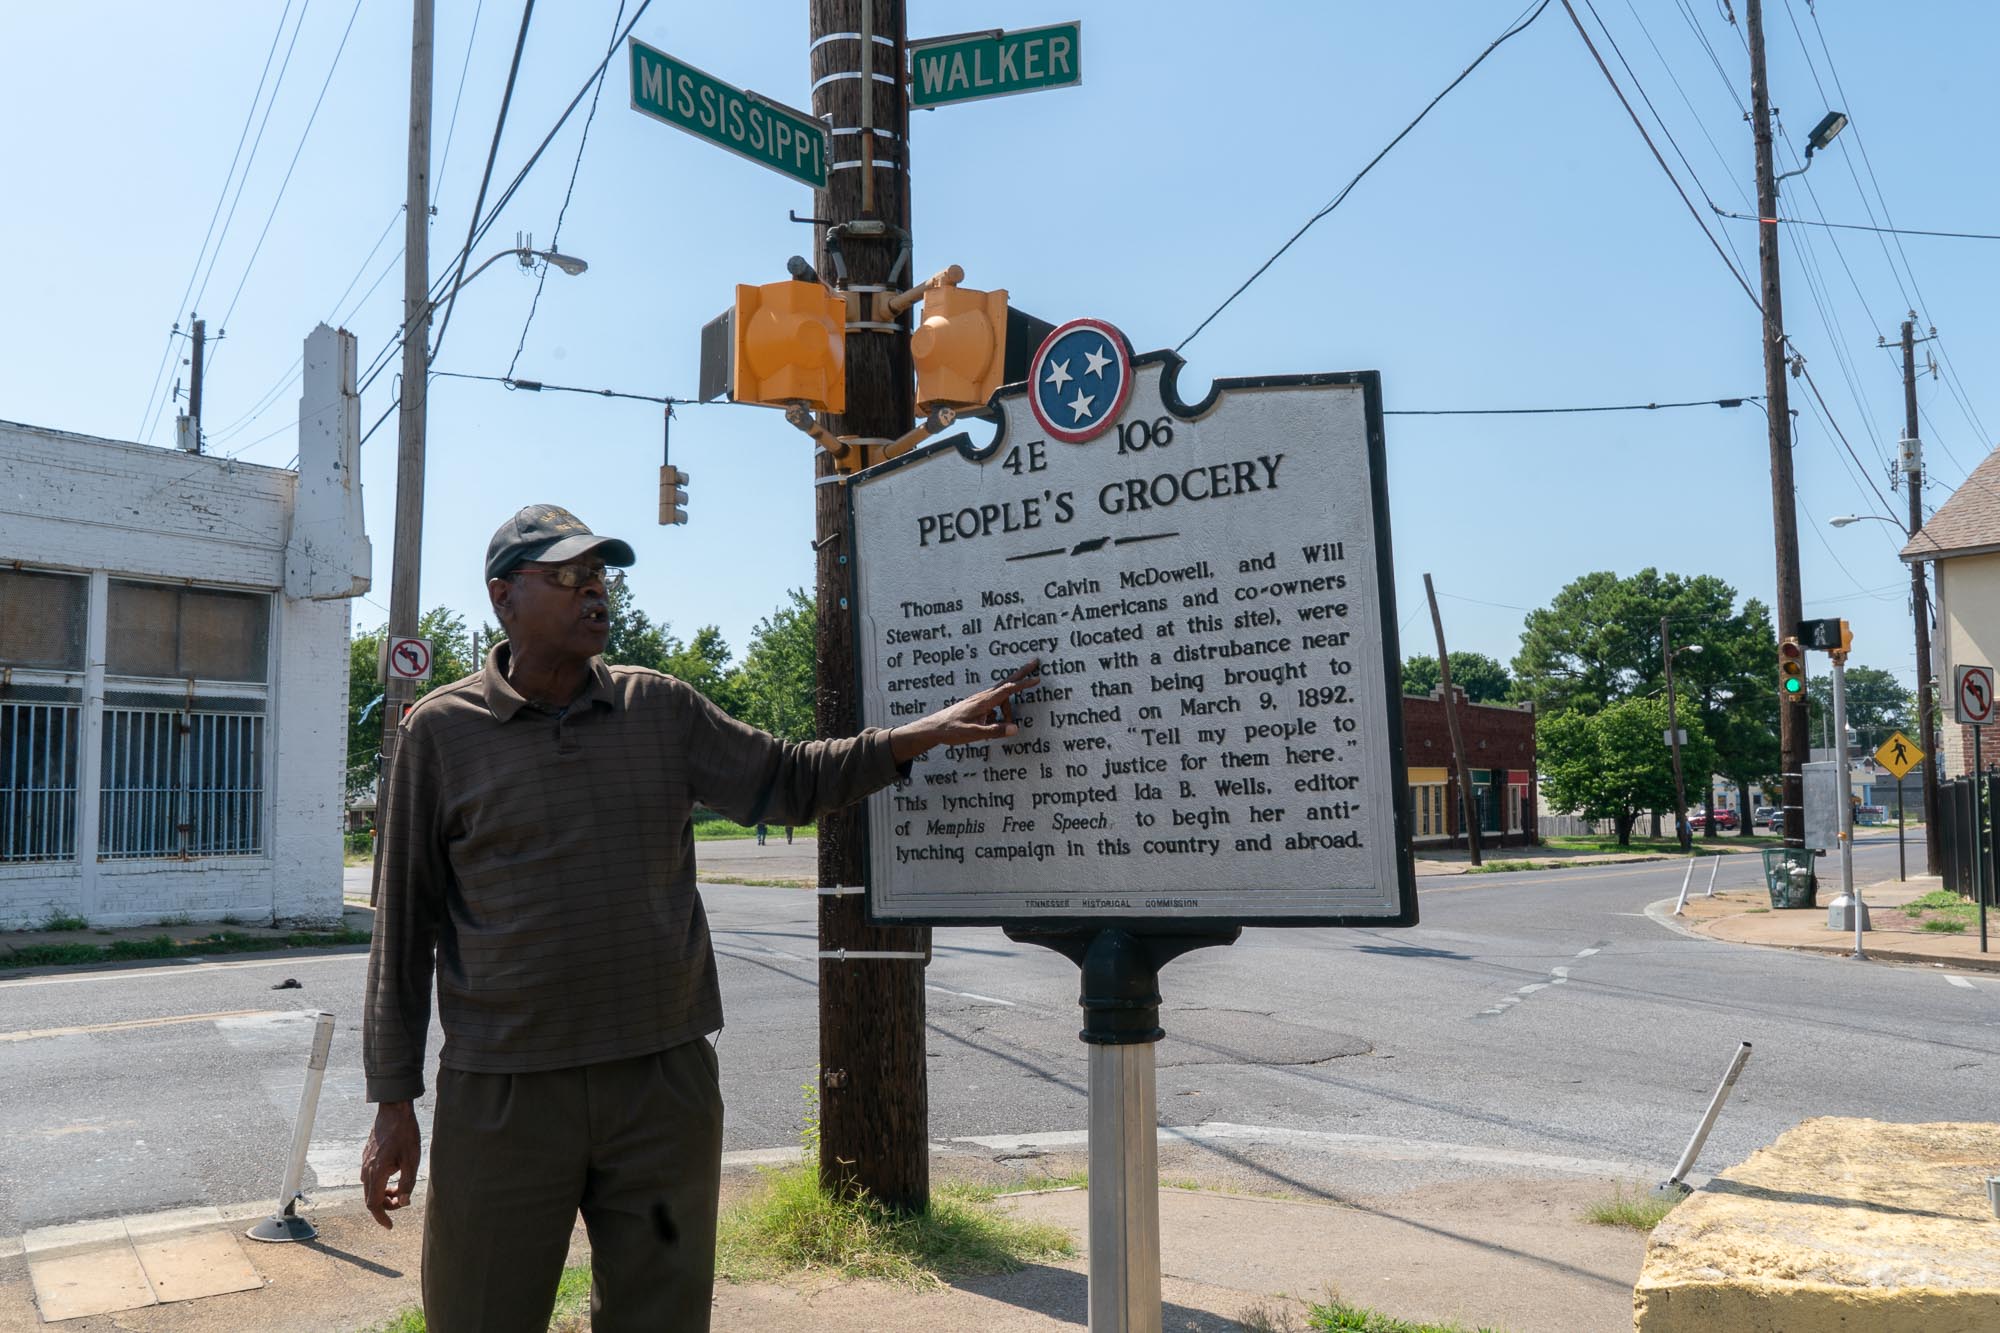 MISSISSIPPI
WALKER
4E 106
PEOPLE'S GROCERY
Thomas Moss, Calvin McDowell, and Will
Stewart, all African-Americans and co-owners
of People's Grocery (located at this site), were
arrested in connection with a distrubance near
their Rather than being brought to
lynched on March 9, 1892.
dying words were, "Tell my people to
go west -- there is no justice for them here."
This lynching prompted Ida B. Wells, editor
of Memphis Free Speech, to begin her anti-
lynching campaign in this country and abroad.
TENNESSEE HISTORICAL COMMISSION